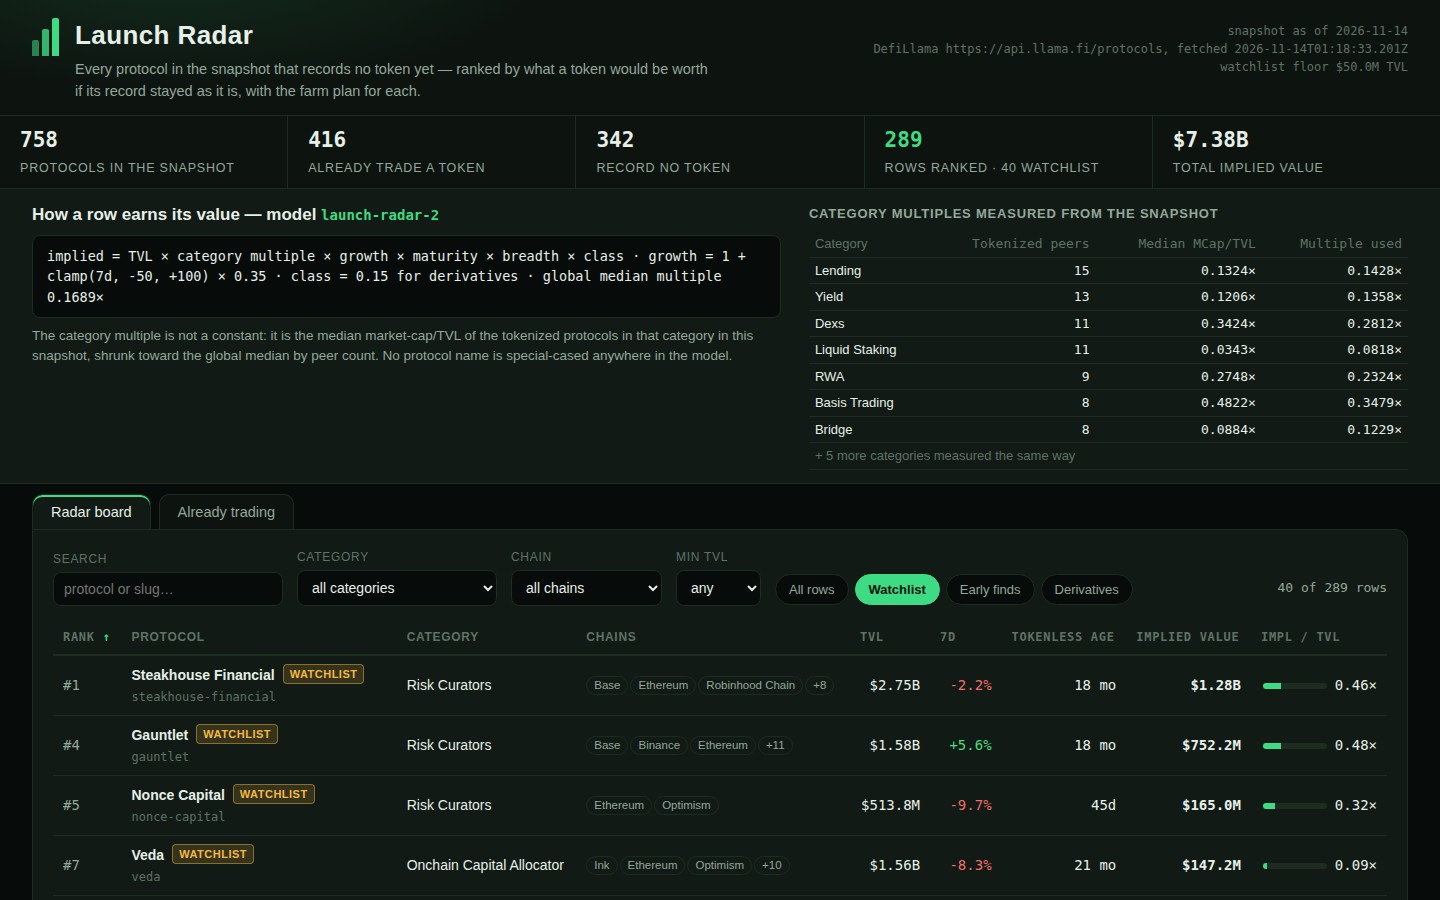 Launch Radar
Every protocol in the snapshot that records no token yet — ranked by what a token would be worth
if its record stayed as it is, with the farm plan for each.
snapshot as of 2026-11-14
DefiLlama https://api.llama.fi/protocols, fetched 2026-11-14T01:18:33.201Z
watchlist floor $50.0M TVL
758
PROTOCOLS IN THE SNAPSHOT
416
ALREADY TRADE A TOKEN
342
RECORD NO TOKEN
289
ROWS RANKED · 40 WATCHLIST
$7.38B
TOTAL IMPLIED VALUE
How a row earns its value — model launch-radar-2
implied = TVL × category multiple × growth × maturity × breadth × class · growth = 1 +
clamp(7d, -50, +100) × 0.35 · class = 0.15 for derivatives · global median multiple
0.1689×
The category multiple is not a constant: it is the median market-cap/TVL of the tokenized protocols in that category in this
snapshot, shrunk toward the global median by peer count. No protocol name is special-cased anywhere in the model.
CATEGORY MULTIPLES MEASURED FROM THE SNAPSHOT
Category Tokenized peers Median MCap/TVL Multiple used
Lending 15 0.1324× 0.1428×
Yield 13 0.1206× 0.1358×
Dexs 11 0.3424× 0.2812×
Liquid Staking 11 0.0343× 0.0818×
RWA 9 0.2748× 0.2324×
Basis Trading 8 0.4822× 0.3479×
Bridge 8 0.0884× 0.1229×
+ 5 more categories measured the same way
Radar board
Already trading
SEARCH
protocol or slug…
CATEGORY
all categories
CHAIN
all chains
MIN TVL
any
All rows
Watchlist
Early finds
Derivatives
40 of 289 rows
RANK ↑ PROTOCOL CATEGORY CHAINS TVL 7D TOKENLESS AGE IMPLIED VALUE IMPL / TVL
#1 Steakhouse Financial WATCHLIST Risk Curators Base Ethereum Robinhood Chain +8 $2.75B -2.2% 18 mo $1.28B 0.46×
steakhouse-financial
#4 Gauntlet WATCHLIST Risk Curators Base Binance Ethereum +11 $1.58B +5.6% 18 mo $752.2M 0.48×
gauntlet
#5 Nonce Capital WATCHLIST Risk Curators Ethereum Optimism $513.8M -9.7% 45d $165.0M 0.32×
nonce-capital
#7 Veda WATCHLIST Onchain Capital Allocator Ink Ethereum Optimism +10 $1.56B -8.3% 21 mo $147.2M 0.09×
veda